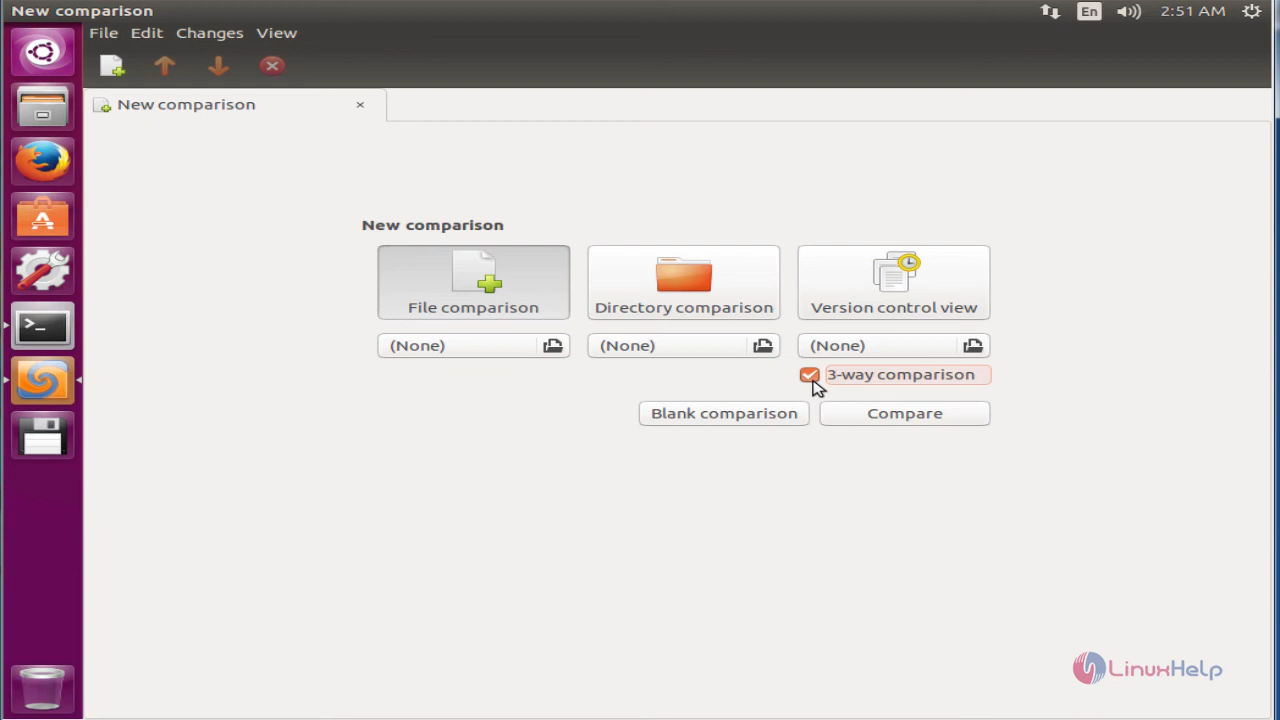 New comparison
En
2:51 AM
File Edit Changes View
New comparison
New comparison
File comparison
Directory comparison
Version control view
(None)
(None)
(None)
3-way comparison
Blank comparison
Compare
LinuxHelp